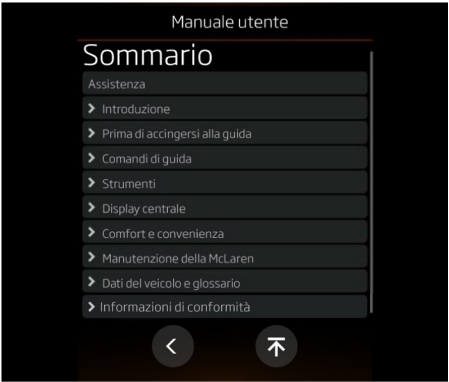 Manuale utente
Sommario
Assistenza
Introduzione
Prima di accingersi alla guida
Comandi di guida
Strumenti
Display centrale
Comfort e convenienza
Manutenzione della McLaren
Dati del veicolo e glossario
Informazioni di conformità